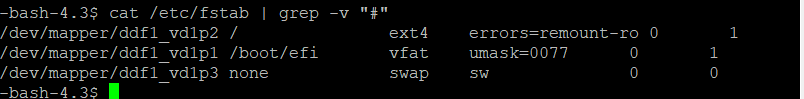 -bash-4.3$ cat /etc/fstab | grep -v "#"
/dev/mapper/ddf1_vd1p2 /               ext4    errors=remount-ro 0       1
/dev/mapper/ddf1_vd1p1 /boot/efi       vfat    umask=0077      0       1
/dev/mapper/ddf1_vd1p3 none            swap    sw              0       0
-bash-4.3$